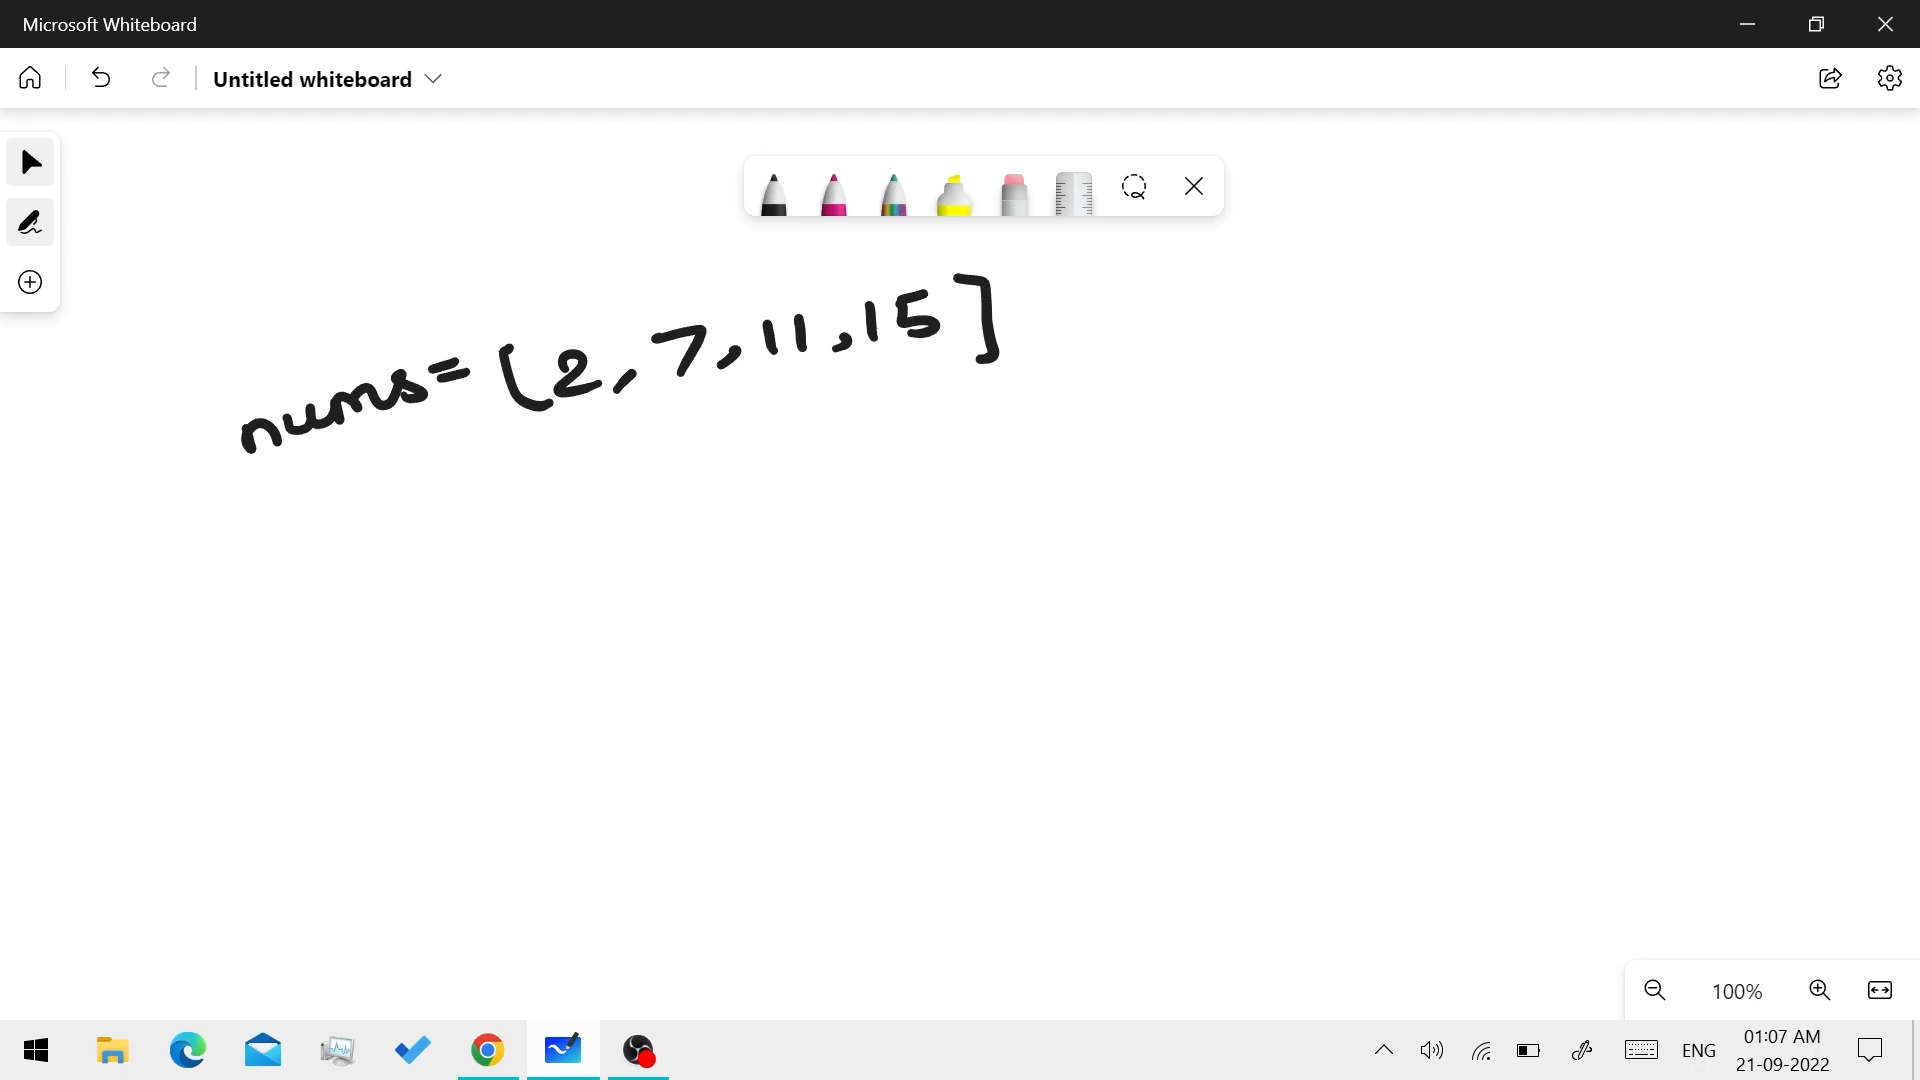 Microsoft Whiteboard
Untitled whiteboard
nums=[2,7,11,15]
100%
ENG
01:07 AM
21-09-2022